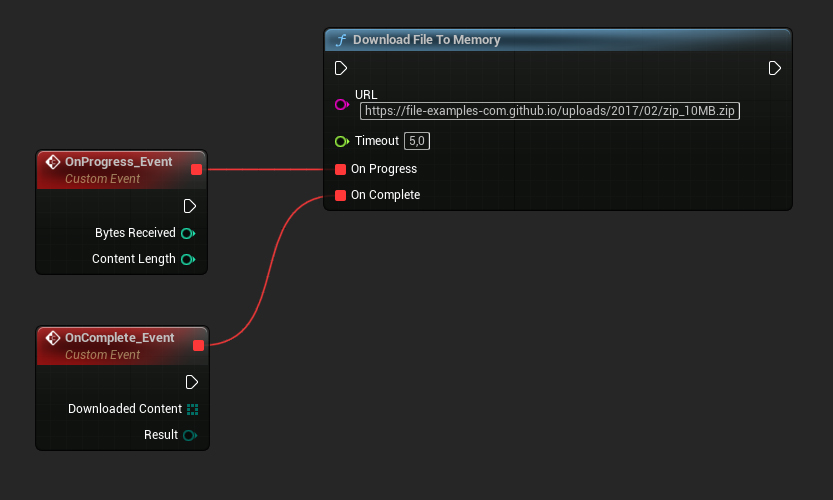 Download File To Memory
URL
https://file-examples-com.github.io/uploads/2017/02/zip_10MB.zip
Timeout 5,0
On Progress
On Complete
OnProgress_Event
Custom Event
Bytes Received
Content Length
OnComplete_Event
Custom Event
Downloaded Content
Result